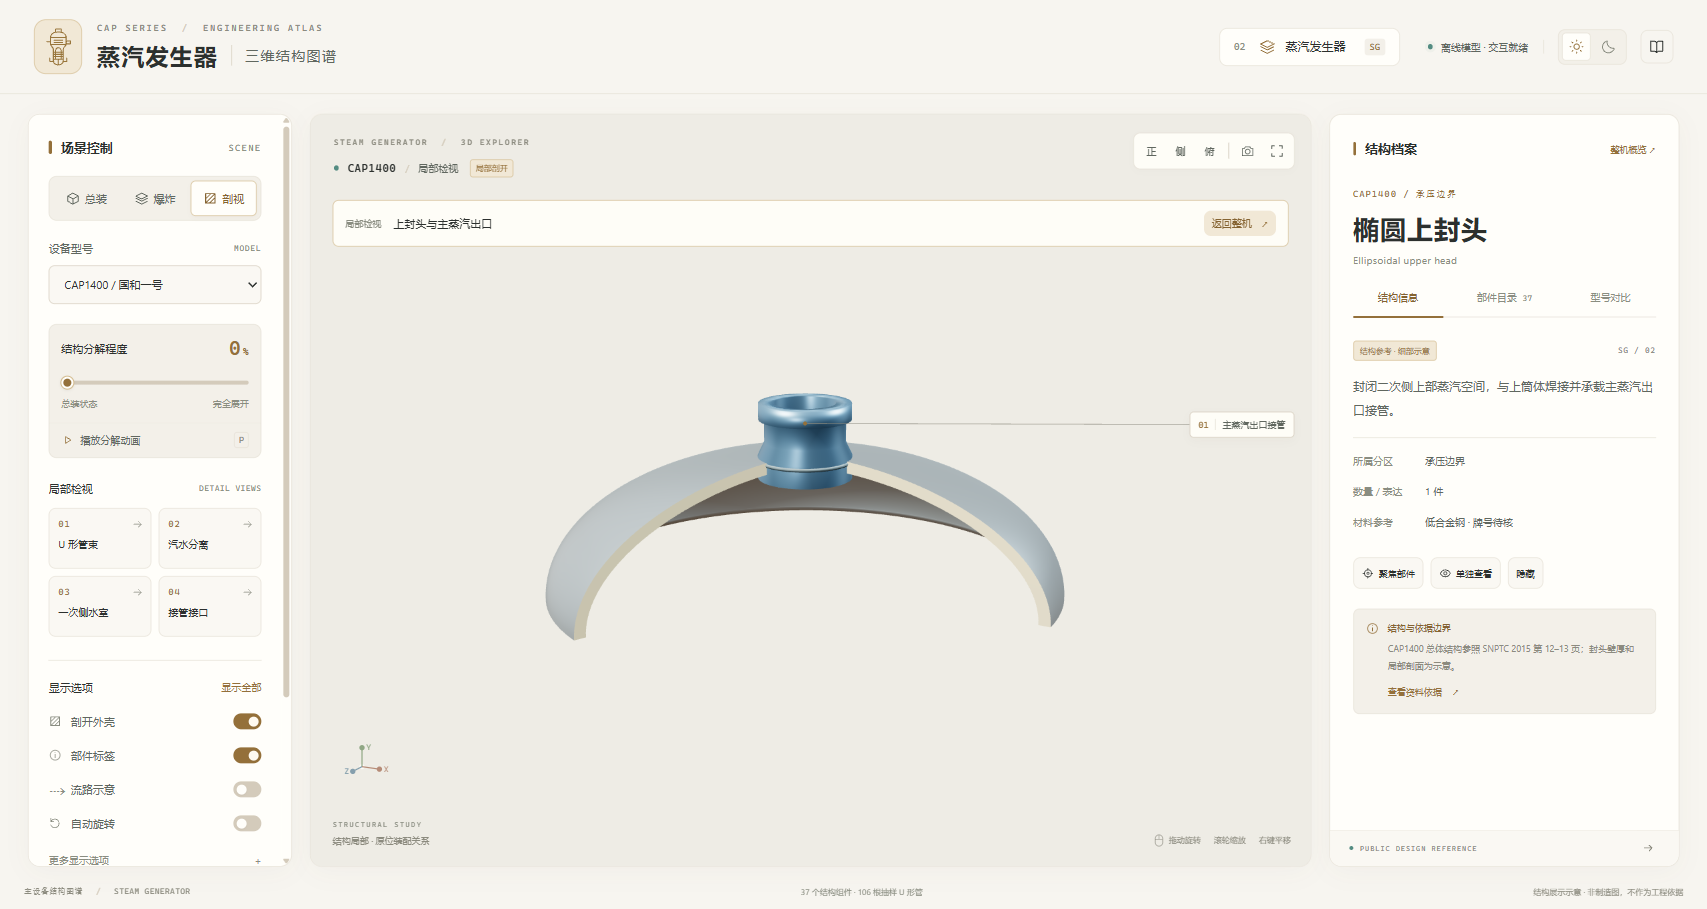 CAP SERIES / ENGINEERING ATLAS
蒸汽发生器 三维结构图谱
02 蒸汽发生器 SG
离线模型 · 交互就绪
场景控制 SCENE
总装 爆炸 剖视
设备型号 MODEL
CAP1400 / 国和一号
结构分解程度 0%
总装状态 完全展开
播放分解动画 P
局部检视 DETAIL VIEWS
01 → 02 →
U 形管束 汽水分离
03 → 04 →
一次侧水室 接管接口
显示选项 显示全部
剖开外壳
部件标签
流路示意
自动旋转
更多显示选项 +
STEAM GENERATOR / 3D EXPLORER
CAP1400 / 局部检视 局部剖开
正 侧 俯
局部检视 上封头与主蒸汽出口 返回整机 ↗
01 主蒸汽出口接管
Y
Z X
STRUCTURAL STUDY
结构局部 · 原位装配关系
拖动旋转 滚轮缩放 右键平移
结构档案 整机概览 ↗
CAP1400 / 承压边界
椭圆上封头
Ellipsoidal upper head
结构信息 部件目录 37 型号对比
结构参考 · 细部示意 SG / 02
封闭二次侧上部蒸汽空间，与上筒体焊接并承载主蒸汽出
口接管。
所属分区 承压边界
数量 / 表达 1 件
材料参考 低合金钢 · 牌号待核
聚焦部件 单独查看 隐藏
结构与依据边界
CAP1400 总体结构参照 SNPTC 2015 第 12–13 页；封头壁厚和
局部剖面为示意。
查看资料依据 ↗
PUBLIC DESIGN REFERENCE →
主设备结构图谱 / STEAM GENERATOR
37 个结构组件 · 106 根抽样 U 形管
结构展示示意 · 非制造图，不作为工程依据